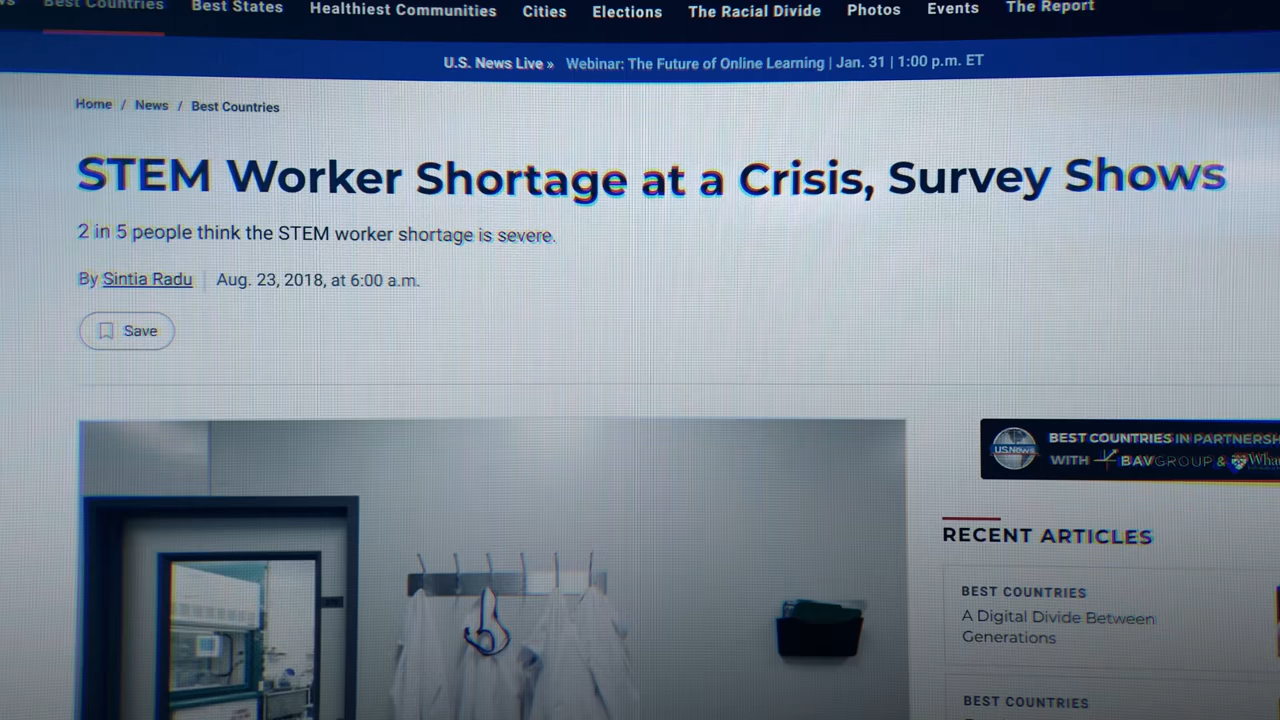 Best Countries
Best States
Healthiest Communities
Cities
Elections
The Racial Divide
Photos
Events
The Report
U.S. News Live » Webinar: The Future of Online Learning | Jan. 31 | 1:00 p.m. ET
Home / News / Best Countries
STEM Worker Shortage at a Crisis, Survey Shows
2 in 5 people think the STEM worker shortage is severe.
By Sintia Radu
Aug. 23, 2018, at 6:00 a.m.
Save
U.S. News
BEST COUNTRIES IN
WITH BAVGROUP &
RECENT ARTICLES
BEST COUNTRIES
A Digital Divide Between
Generations
BEST COUNTRIES